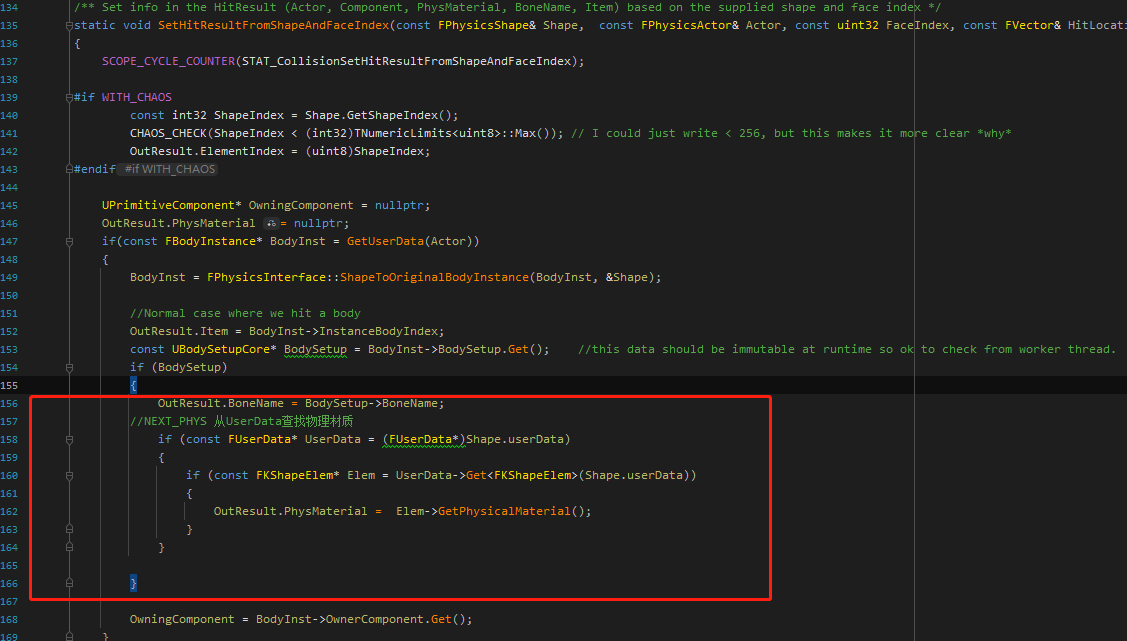 134 /** Set info in the HitResult (Actor, Component, PhysMaterial, BoneName, Item) based on the supplied shape and face index */
135 static void SetHitResultFromShapeAndFaceIndex(const FPhysicsShape& Shape,  const FPhysicsActor& Actor, const uint32 FaceIndex, const FVector& HitLocati
136 {
137 SCOPE_CYCLE_COUNTER(STAT_CollisionSetHitResultFromShapeAndFaceIndex);
138
139 #if WITH_CHAOS
140 const int32 ShapeIndex = Shape.GetShapeIndex();
141 CHAOS_CHECK(ShapeIndex < (int32)TNumericLimits<uint8>::Max()); // I could just write < 256, but this makes it more clear *why*
142 OutResult.ElementIndex = (uint8)ShapeIndex;
143 #endif #if WITH_CHAOS
144
145 UPrimitiveComponent* OwningComponent = nullptr;
146 OutResult.PhysMaterial = nullptr;
147 if(const FBodyInstance* BodyInst = GetUserData(Actor))
148 {
149 BodyInst = FPhysicsInterface::ShapeToOriginalBodyInstance(BodyInst, &Shape);
150
151 //Normal case where we hit a body
152 OutResult.Item = BodyInst->InstanceBodyIndex;
153 const UBodySetupCore* BodySetup = BodyInst->BodySetup.Get();    //this data should be immutable at runtime so ok to check from worker thread.
154 if (BodySetup)
155 {
156 OutResult.BoneName = BodySetup->BoneName;
157 //NEXT_PHYS 从UserData查找物理材质
158 if (const FUserData* UserData = (FUserData*)Shape.userData)
159 {
160 if (const FKShapeElem* Elem = UserData->Get<FKShapeElem>(Shape.userData))
161 {
162 OutResult.PhysMaterial =  Elem->GetPhysicalMaterial();
163 }
164 }
165
166 }
167
168 OwningComponent = BodyInst->OwnerComponent.Get();
169 }